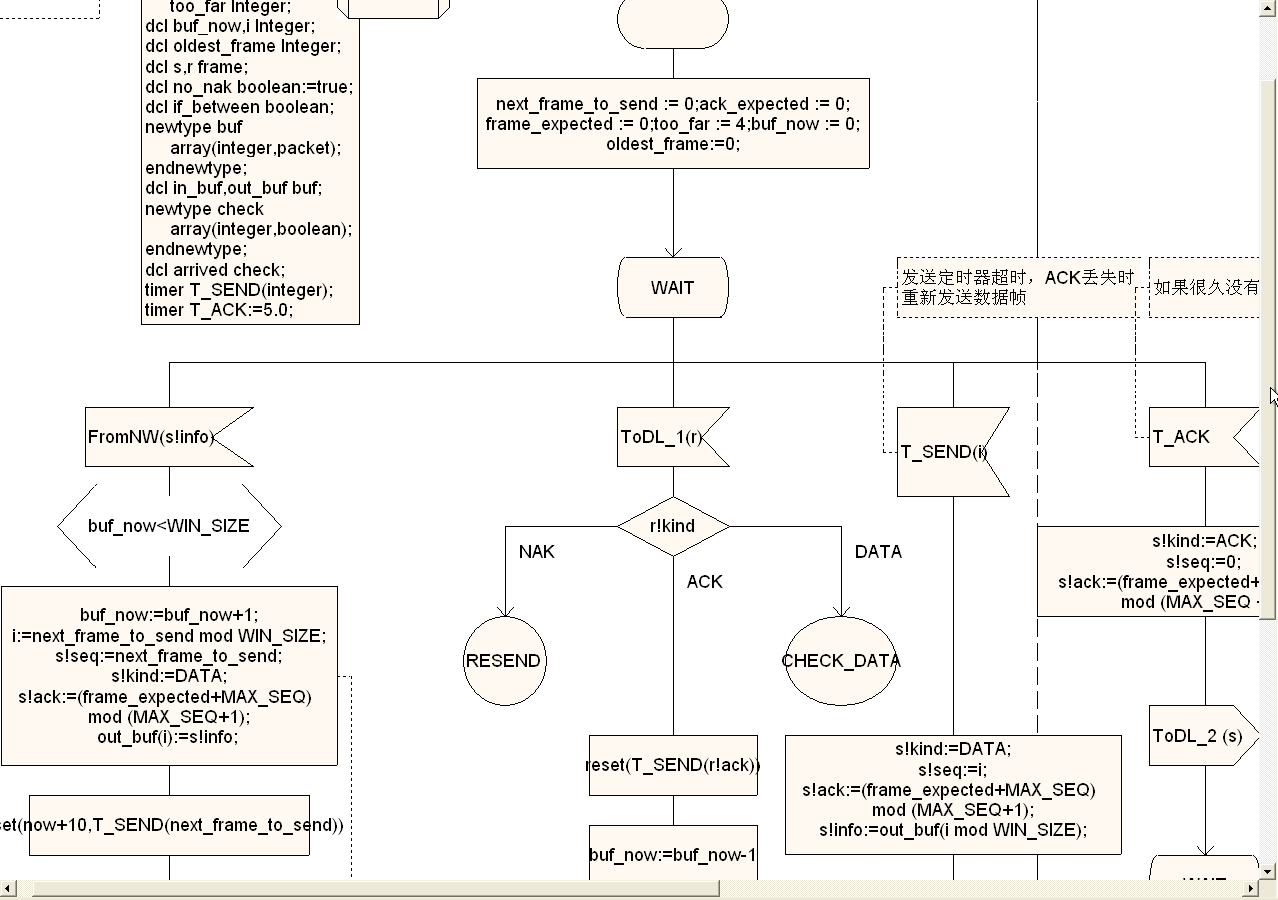 too_far Integer;
dcl buf_now,i Integer;
dcl oldest_frame Integer;
dcl s,r frame;
dcl no_nak boolean:=true;
dcl if_between boolean;
newtype buf
array(integer,packet);
endnewtype;
dcl in_buf,out_buf buf;
newtype check
array(integer,boolean);
endnewtype;
dcl arrived check;
timer T_SEND(integer);
timer T_ACK:=5.0;
next_frame_to_send := 0;ack_expected := 0;
frame_expected := 0;too_far := 4;buf_now := 0;
oldest_frame:=0;
WAIT
发送定时器超时，ACK丢失时
重新发送数据帧
如果很久没有
FromNW(s!info)
ToDL_1(r)
T_SEND(i)
T_ACK
buf_now<WIN_SIZE
r!kind
NAK
ACK
DATA
RESEND
CHECK_DATA
s!kind:=ACK;
s!seq:=0;
s!ack:=(frame_expected+
mod (MAX_SEQ
buf_now:=buf_now+1;
i:=next_frame_to_send mod WIN_SIZE;
s!seq:=next_frame_to_send;
s!kind:=DATA;
s!ack:=(frame_expected+MAX_SEQ)
mod (MAX_SEQ+1);
out_buf(i):=s!info;
set(now+10,T_SEND(next_frame_to_send))
reset(T_SEND(r!ack))
buf_now:=buf_now-1
s!kind:=DATA;
s!seq:=i;
s!ack:=(frame_expected+MAX_SEQ)
mod (MAX_SEQ+1);
s!info:=out_buf(i mod WIN_SIZE);
ToDL_2 (s)